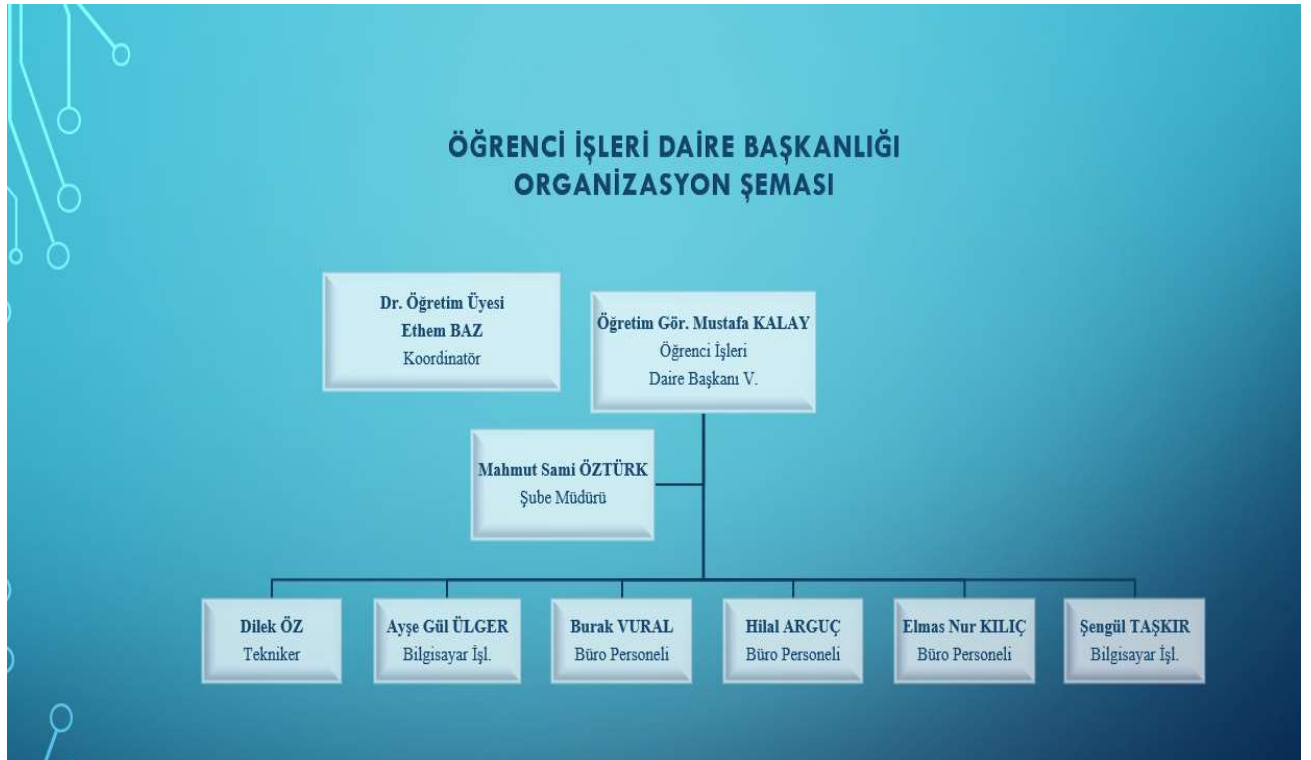 ÖĞRENCİ İŞLERİ DAİRE BAŞKANLIĞI
ORGANİZASYON ŞEMASI
Dr. Öğretim Üyesi
Ethem BAZ
Koordinatör
Öğretim Gör. Mustafa KALAY
Öğrenci İşleri
Daire Başkanı V.
Mahmut Sami ÖZTÜRK
Şube Müdürü
Dilek ÖZ
Tekniker
Ayşe Gül ÜLGER
Bilgisayar İşl.
Burak VURAL
Büro Personeli
Hilal ARGUÇ
Büro Personeli
Elmas Nur KILIÇ
Büro Personeli
Şengül TAŞKIR
Bilgisayar İşl.